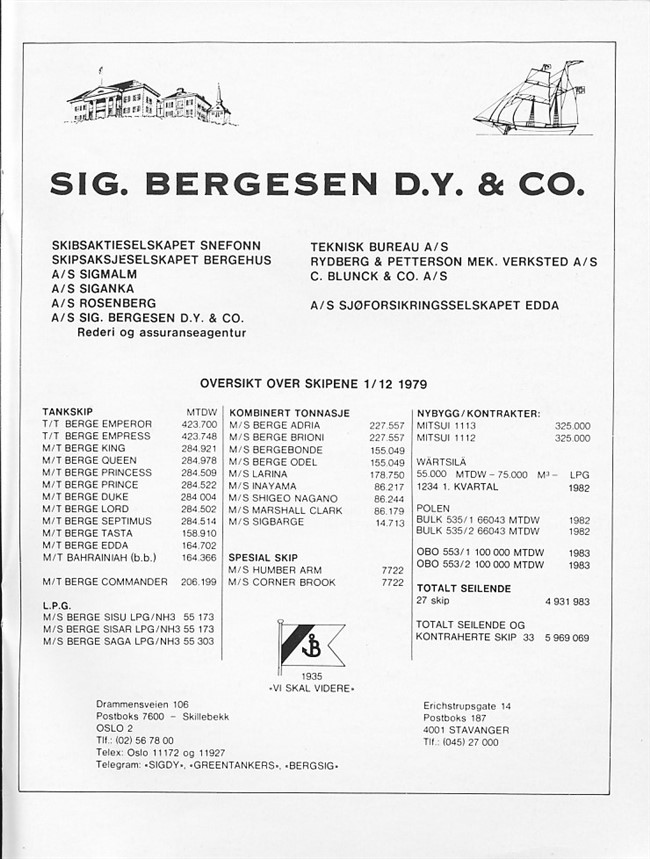 SIG. BERGESEN D.Y. & CO.
SKIBSAKTIESELSKAPET SNEFONN
SKIPSAKSJESELSKAPET BERGEHUS
A/S SIGMALM
A/S SIGANKA
A/S ROSENBERG
A/S SIG. BERGESEN D.Y. & CO.
Rederi og assuranseagentur
TEKNISK BUREAU A/S
RYDBERG & PETTERSON MEK. VERKSTED A/S
C. BLUNCK & CO. A/S
A/S SJØFORSIKRINGSSELSKAPET EDDA
OVERSIKT OVER SKIPENE 1/12 1979
TANKSKIP MTDW
T/T BERGE EMPEROR 423.700
T/T BERGE EMPRESS 423.748
M/T BERGE KING 284.921
M/T BERGE QUEEN 284.978
M/T BERGE PRINCESS 284.509
M/T BERGE PRINCE 284.522
M/T BERGE DUKE 284 004
M/T BERGE LORD 284.502
M/T BERGE SEPTIMUS 284.514
M/T BERGE TASTA 158.910
M/T BERGE EDDA 164.702
M/T BAHRAINIAH (b.b.) 164.366
M/T BERGE COMMANDER 206.199
L.P.G.
M/S BERGE SISU LPG/NH3 55 173
M/S BERGE SISAR LPG/NH3 55 173
M/S BERGE SAGA LPG/NH3 55 303
KOMBINERT TONNASJE
M/S BERGE ADRIA 227.557
M/S BERGE BRIONI 227.557
M/S BERGEBONDE 155.049
M/S BERGE ODEL 155.049
M/S LARINA 178.750
M/S INAYAMA 86.217
M/S SHIGEO NAGANO 86.244
M/S MARSHALL CLARK 86.179
M/S SIGBARGE 14.713
SPESIAL SKIP
M/S HUMBER ARM 7722
M/S CORNER BROOK 7722
NYBYGG/KONTRAKTER:
MITSUI 1113 325.000
MITSUI 1112 325.000
WÄRTSILÄ
55.000 MTDW – 75.000 M³ – LPG
1234 1. KVARTAL 1982
POLEN
BULK 535/1 66043 MTDW 1982
BULK 535/2 66043 MTDW 1982
OBO 553/1 100 000 MTDW 1983
OBO 553/2 100 000 MTDW 1983
TOTALT SEILENDE
27 skip 4 931 983
TOTALT SEILENDE OG
KONTRAHERTE SKIP 33 5 969 069
B
1935
«VI SKAL VIDERE»
Drammensveien 106
Postboks 7600 – Skillebekk
OSLO 2
Tlf.: (02) 56 78 00
Telex: Oslo 11172 og 11927
Telegram: «SIGDY», «GREENTANKERS», «BERGSIG»
Erichstrupsgate 14
Postboks 187
4001 STAVANGER
Tlf.: (045) 27 000